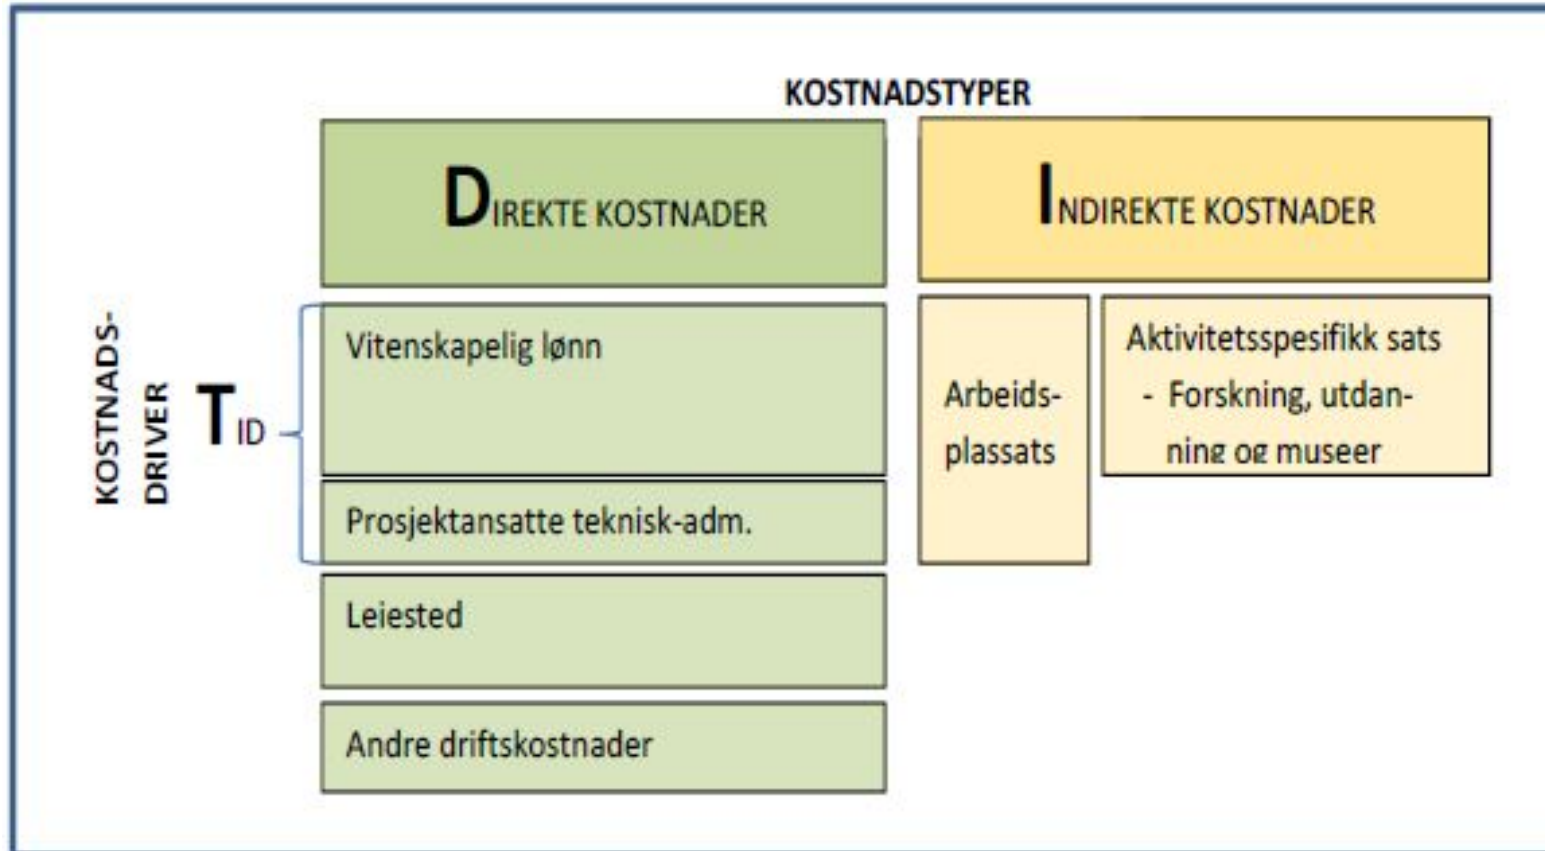 KOSTNADSTYPER
DIREKTE KOSTNADER
INDIREKTE KOSTNADER
KOSTNADS-
DRIVER
TID
Vitenskapelig lønn
Prosjektansatte teknisk-adm.
Leiested
Andre driftskostnader
Arbeids-
plassats
Aktivitetsspesifikk sats
- Forskning, utdan-
ning og museer